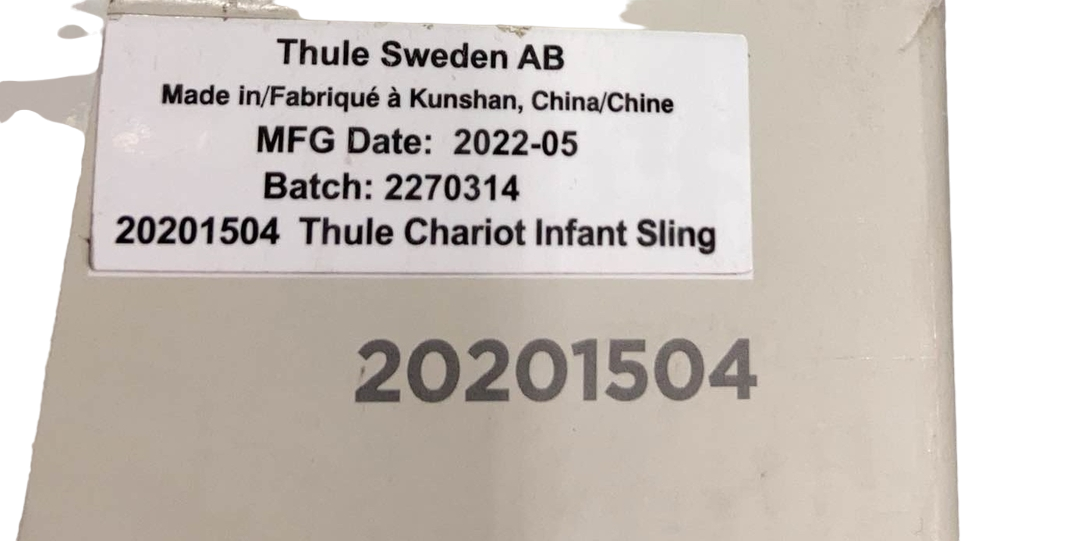 Thule Sweden AB
Made in/Fabriqué à Kunshan, China/Chine
MFG Date: 2022-05
Batch: 2270314
20201504 Thule Chariot Infant Sling
20201504